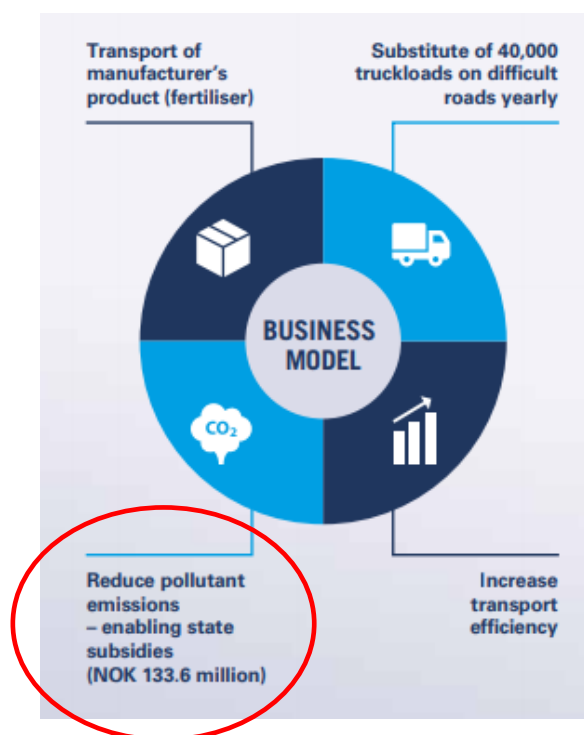 Transport of
manufacturer's
product (fertiliser)
Substitute of 40,000
truckloads on difficult
roads yearly
BUSINESS
MODEL
CO₂
Reduce pollutant
emissions
– enabling state
subsidies
(NOK 133.6 million)
Increase
transport
efficiency